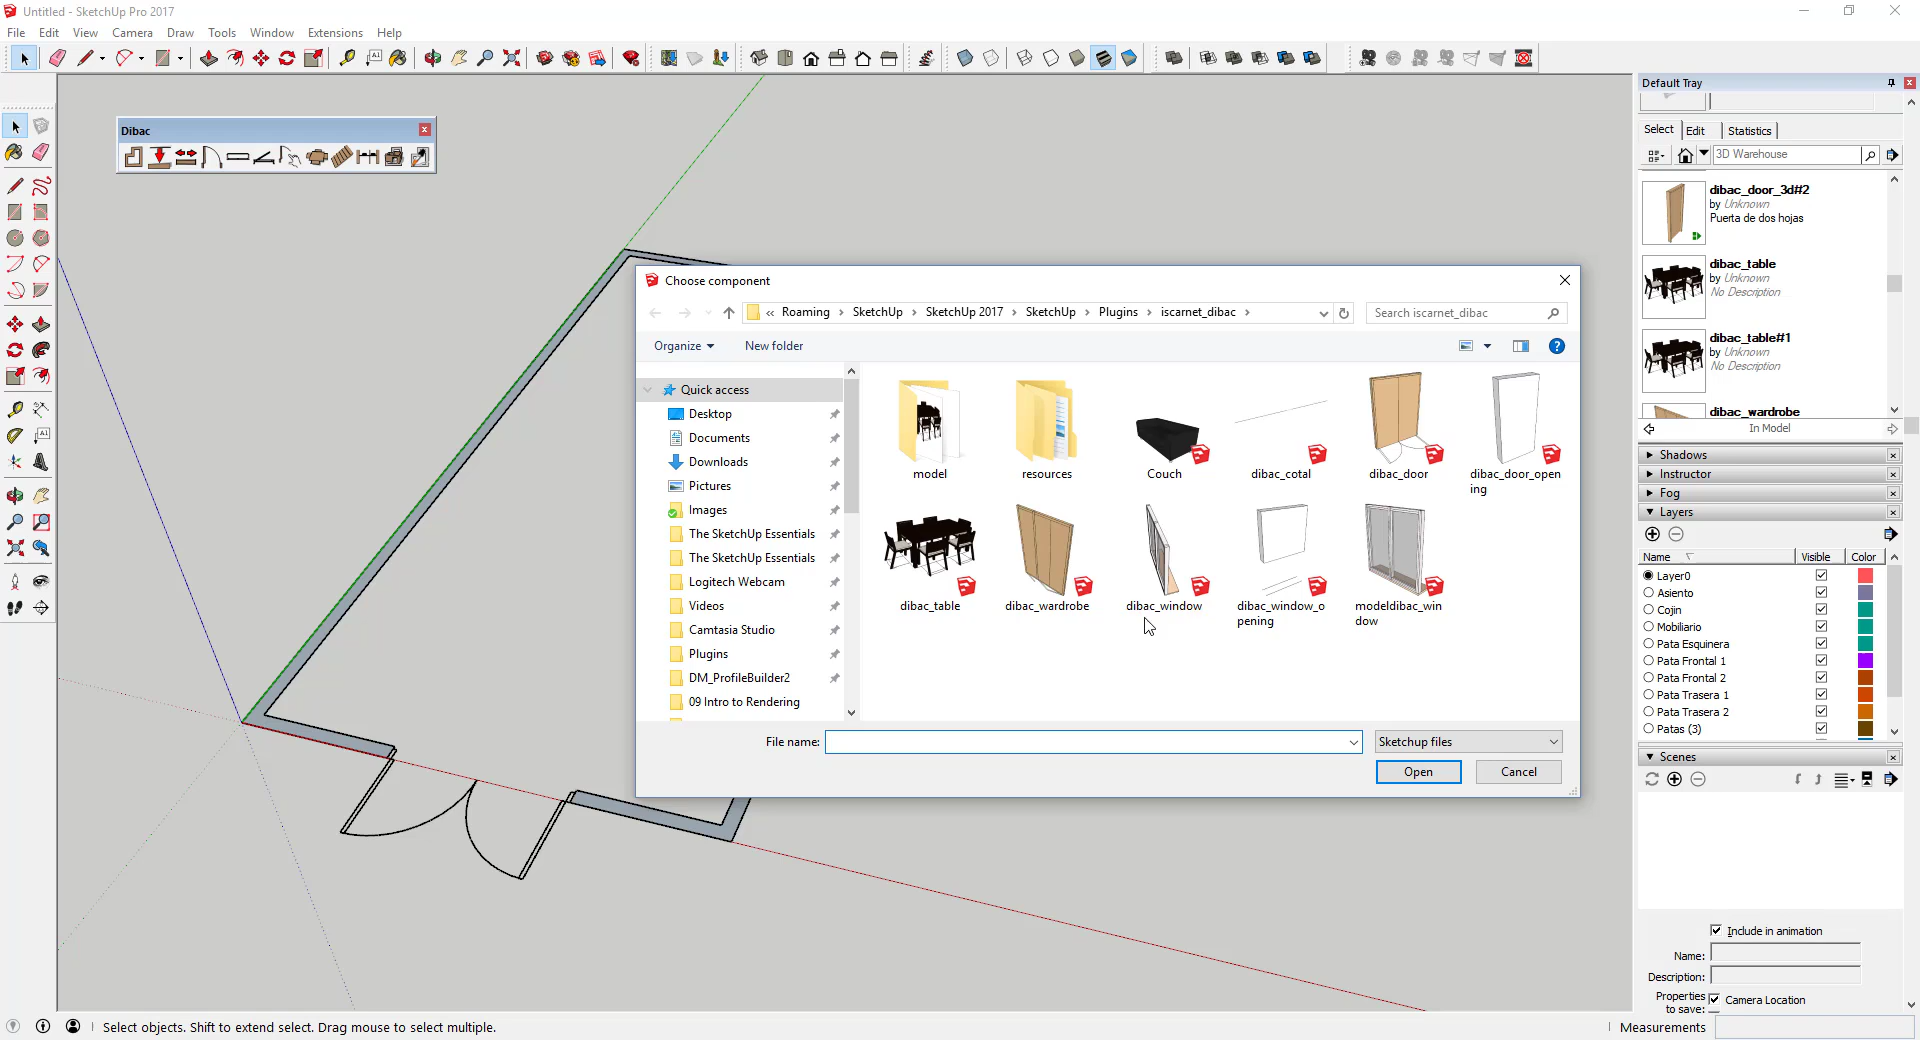 Untitled - SketchUp Pro 2017
File Edit View Camera Draw Tools Window Extensions Help
Default Tray
Dibac
Select Edit Statistics
3D Warehouse
dibac_door_3d#2
by Unknown
Puerta de dos hojas
dibac_table
by Unknown
No Description
dibac_table#1
by Unknown
No Description
dibac_wardrobe
In Model
Shadows
Instructor
Fog
Layers
Name Visible Color
Layer0
Asiento
Cojin
Mobiliario
Pata Esquinera
Pata Frontal 1
Pata Frontal 2
Pata Trasera 1
Pata Trasera 2
Patas (3)
Scenes
Include in animation
Name:
Description:
Properties
to save:
Camera Location
Choose component
« Roaming › SketchUp › SketchUp 2017 › SketchUp › Plugins › iscarnet_dibac ›
Search iscarnet_dibac
Organize New folder
Quick access
Desktop
Documents
Downloads
Pictures
Images
The SketchUp Essentials
The SketchUp Essentials
Logitech Webcam
Videos
Camtasia Studio
Plugins
DM_ProfileBuilder2
09 Intro to Rendering
model
resources
Couch
dibac_cotal
dibac_door
dibac_door_open
ing
dibac_table
dibac_wardrobe
dibac_window
dibac_window_o
pening
modeldibac_win
dow
File name:
Sketchup files
Open Cancel
Select objects. Shift to extend select. Drag mouse to select multiple.
Measurements